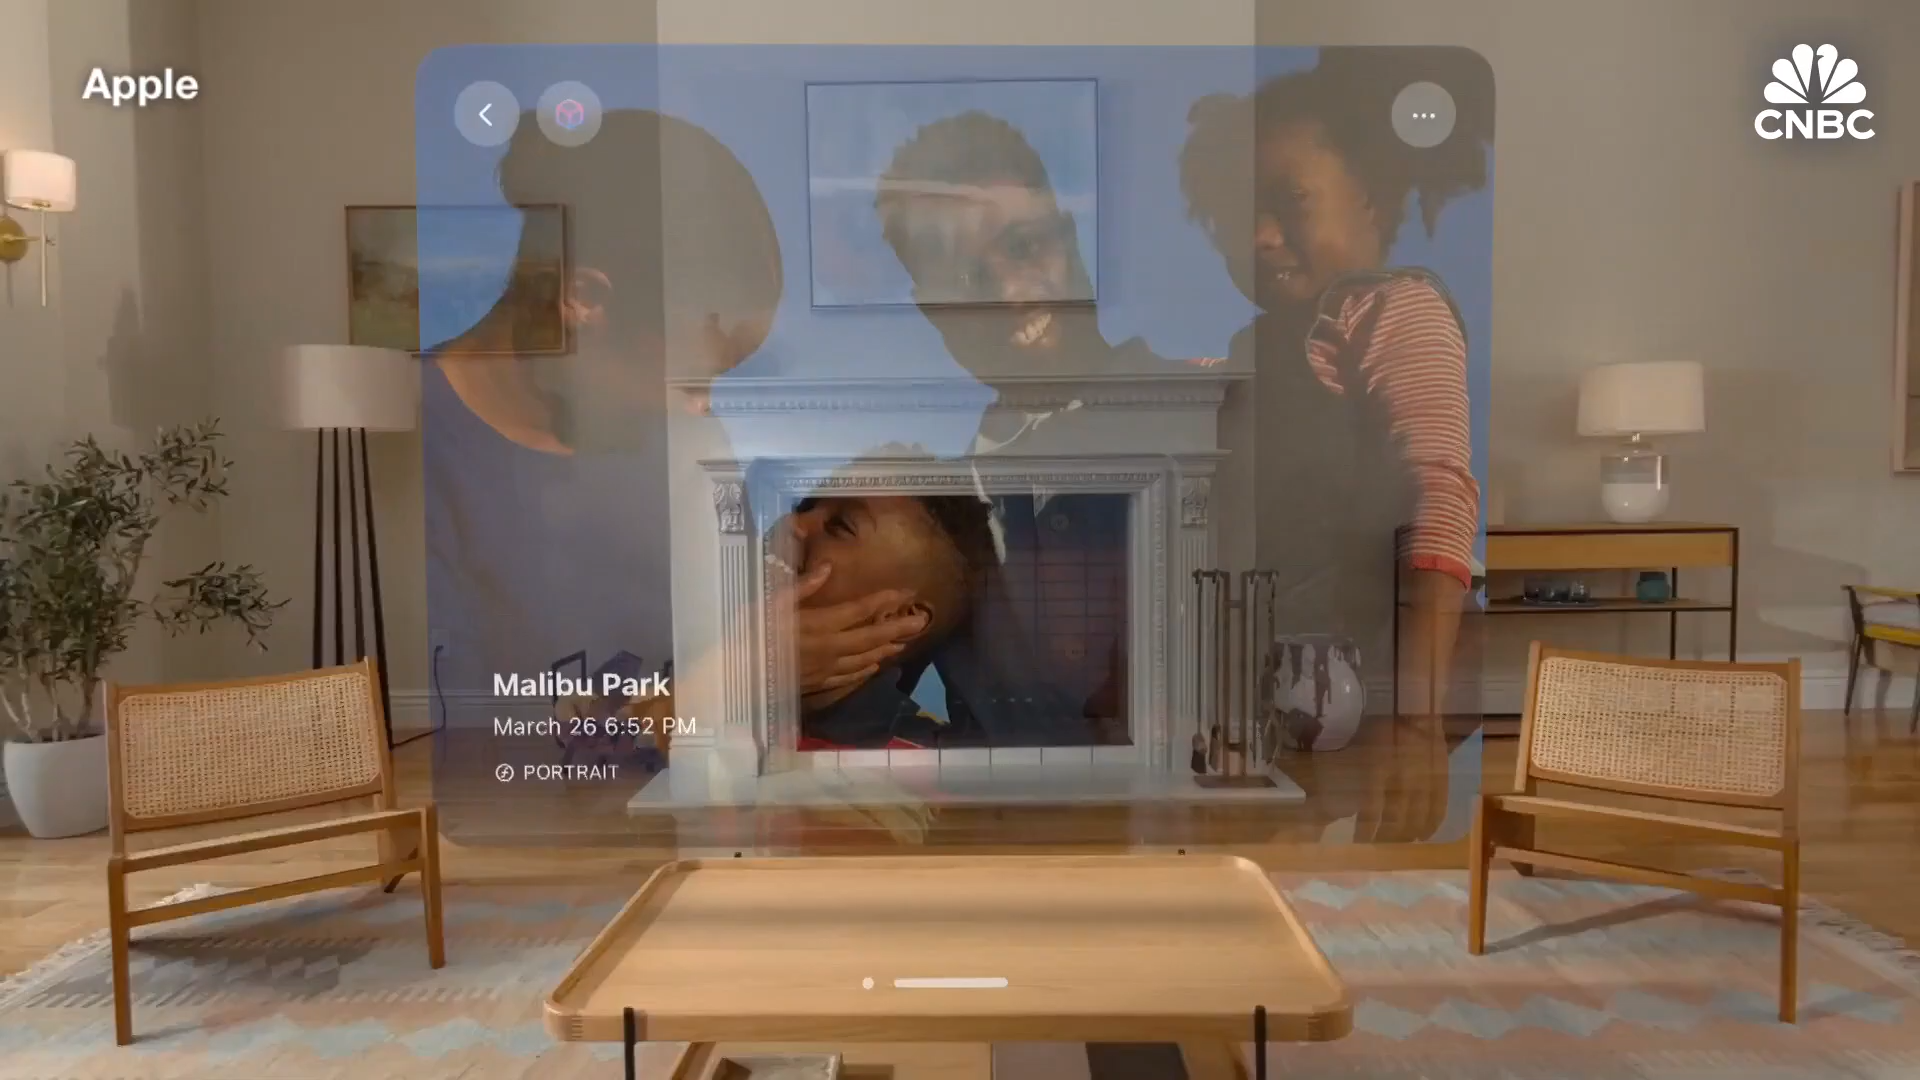 Apple
CNBC
Malibu Park
March 26 6:52 PM
PORTRAIT